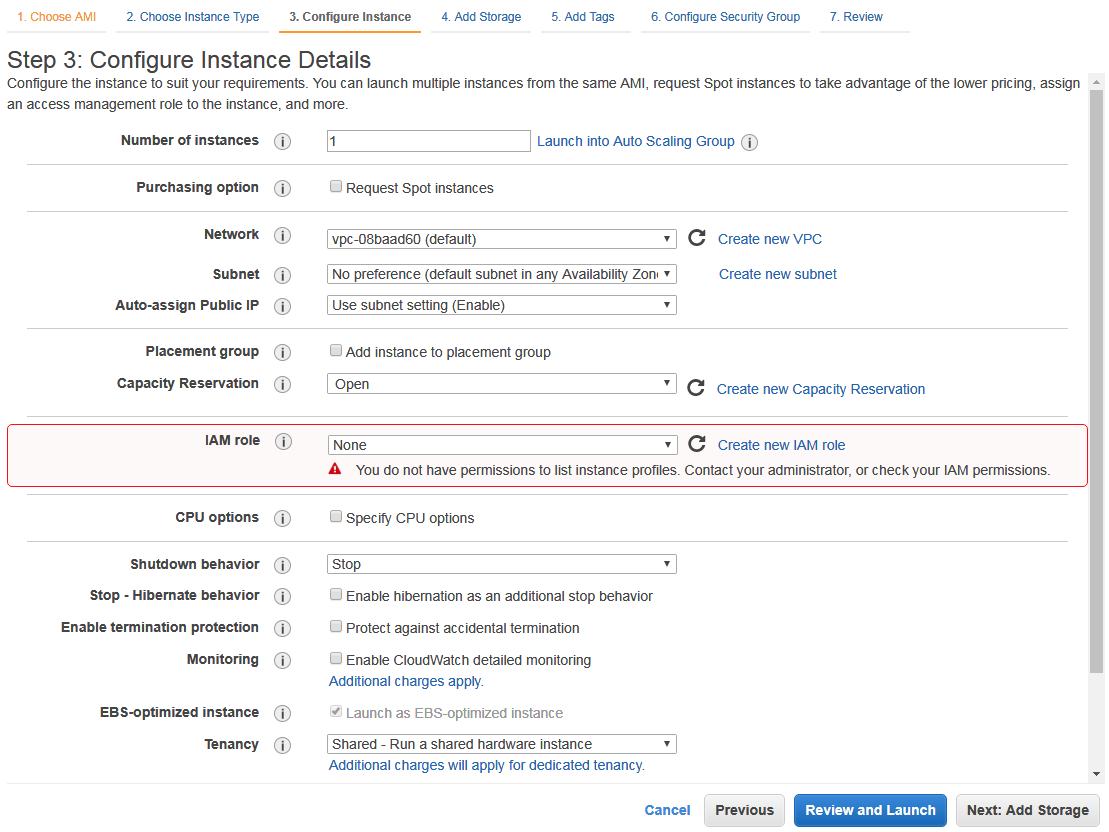 1. Choose AMI 2. Choose Instance Type 3. Configure Instance 4. Add Storage 5. Add Tags 6. Configure Security Group 7. Review
Step 3: Configure Instance Details
Configure the instance to suit your requirements. You can launch multiple instances from the same AMI, request Spot instances to take advantage of the lower pricing, assign
an access management role to the instance, and more.
Number of instances i 1 Launch into Auto Scaling Group i
Purchasing option i Request Spot instances
Network i vpc-08baad60 (default) Create new VPC
Subnet i No preference (default subnet in any Availability Zon Create new subnet
Auto-assign Public IP i Use subnet setting (Enable)
Placement group i Add instance to placement group
Capacity Reservation i Open Create new Capacity Reservation
IAM role i None Create new IAM role
You do not have permissions to list instance profiles. Contact your administrator, or check your IAM permissions.
CPU options i Specify CPU options
Shutdown behavior i Stop
Stop - Hibernate behavior i Enable hibernation as an additional stop behavior
Enable termination protection i Protect against accidental termination
Monitoring i Enable CloudWatch detailed monitoring
Additional charges apply.
EBS-optimized instance i Launch as EBS-optimized instance
Tenancy i Shared - Run a shared hardware instance
Additional charges will apply for dedicated tenancy.
Cancel Previous Review and Launch Next: Add Storage